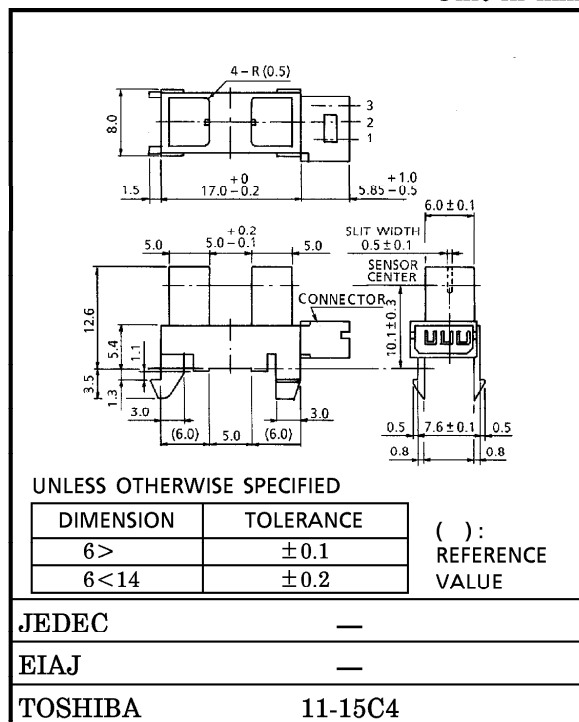 4 – R (0.5)
8.0
3
2
1
1.5
+0
17.0 – 0.2
+1.0
5.85 – 0.5
6.0 ± 0.1
5.0
+0.2
5.0 – 0.1
5.0
SLIT WIDTH
0.5 ± 0.1
SENSOR
CENTER
CONNECTOR
12.6
5.4
1.1
3.5
1.3
10.1 ± 0.3
3.0
3.0
(6.0)
5.0
(6.0)
0.5
7.6 ± 0.1
0.5
0.8
0.8
UNLESS OTHERWISE SPECIFIED
DIMENSION TOLERANCE
6> ±0.1
6<14 ±0.2
( ) :
REFERENCE
VALUE
JEDEC —
EIAJ —
TOSHIBA 11-15C4